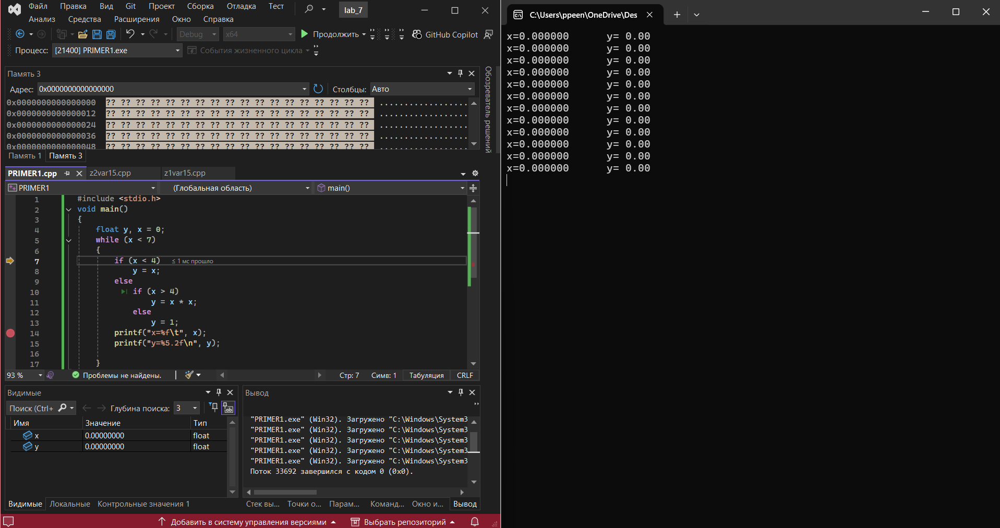 Файл Правка Вид Git Проект Сборка Отладка Тест lab_7
Анализ Средства Расширения Окно Справка
Debug x64 Продолжить GitHub Copilot
Процесс: [21400] PRIMER1.exe События жизненного цикла
Память 3
Адрес: 0x0000000000000000 Столбцы: Авто
0x0000000000000000 ?? ?? ?? ?? ?? ?? ?? ?? ?? ?? ?? ?? ?? ?? ?? ?? ?? ?? ..................
0x0000000000000012 ?? ?? ?? ?? ?? ?? ?? ?? ?? ?? ?? ?? ?? ?? ?? ?? ?? ?? ..................
0x0000000000000024 ?? ?? ?? ?? ?? ?? ?? ?? ?? ?? ?? ?? ?? ?? ?? ?? ?? ?? ..................
0x0000000000000036 ?? ?? ?? ?? ?? ?? ?? ?? ?? ?? ?? ?? ?? ?? ?? ?? ?? ?? ..................
0x0000000000000048 ?? ?? ?? ?? ?? ?? ?? ?? ?? ?? ?? ?? ?? ?? ?? ?? ?? ?? ..................
Память 1 Память 3
Обозреватель решений
PRIMER1.cpp z2var15.cpp z1var15.cpp
PRIMER1 (Глобальная область) main()
1 #include <stdio.h>
2 void main()
3 {
4 float y, x = 0;
5 while (x < 7)
6 {
7 if (x < 4) ≤ 1 мс прошло
8 y = x;
9 else
10 if (x > 4)
11 y = x * x;
12 else
13 y = 1;
14 printf("x=%f\t", x);
15 printf("y=%5.2f\n", y);
16
17 }
93 % Проблемы не найдены. Стр: 7 Симв: 1 Табуляция CRLF
Видимые
Поиск (Ctrl+ Глубина поиска: 3
Имя Значение Тип
x 0.00000000 float
y 0.00000000 float
Видимые Локальные Контрольные значения 1
Вывод
"PRIMER1.exe" (Win32). Загружено "C:\Windows\System3
"PRIMER1.exe" (Win32). Загружено "C:\Windows\System3
"PRIMER1.exe" (Win32). Загружено "C:\Windows\System3
"PRIMER1.exe" (Win32). Загружено "C:\Windows\System3
"PRIMER1.exe" (Win32). Загружено "C:\Windows\System3
Поток 33692 завершился с кодом 0 (0x0).
Стек вы... Точки о... Парам... Команд... Окно и... Вывод
Добавить в систему управления версиями Выбрать репозиторий
C:\Users\ppeen\OneDrive\Des
x=0.000000 y= 0.00
x=0.000000 y= 0.00
x=0.000000 y= 0.00
x=0.000000 y= 0.00
x=0.000000 y= 0.00
x=0.000000 y= 0.00
x=0.000000 y= 0.00
x=0.000000 y= 0.00
x=0.000000 y= 0.00
x=0.000000 y= 0.00
x=0.000000 y= 0.00
x=0.000000 y= 0.00